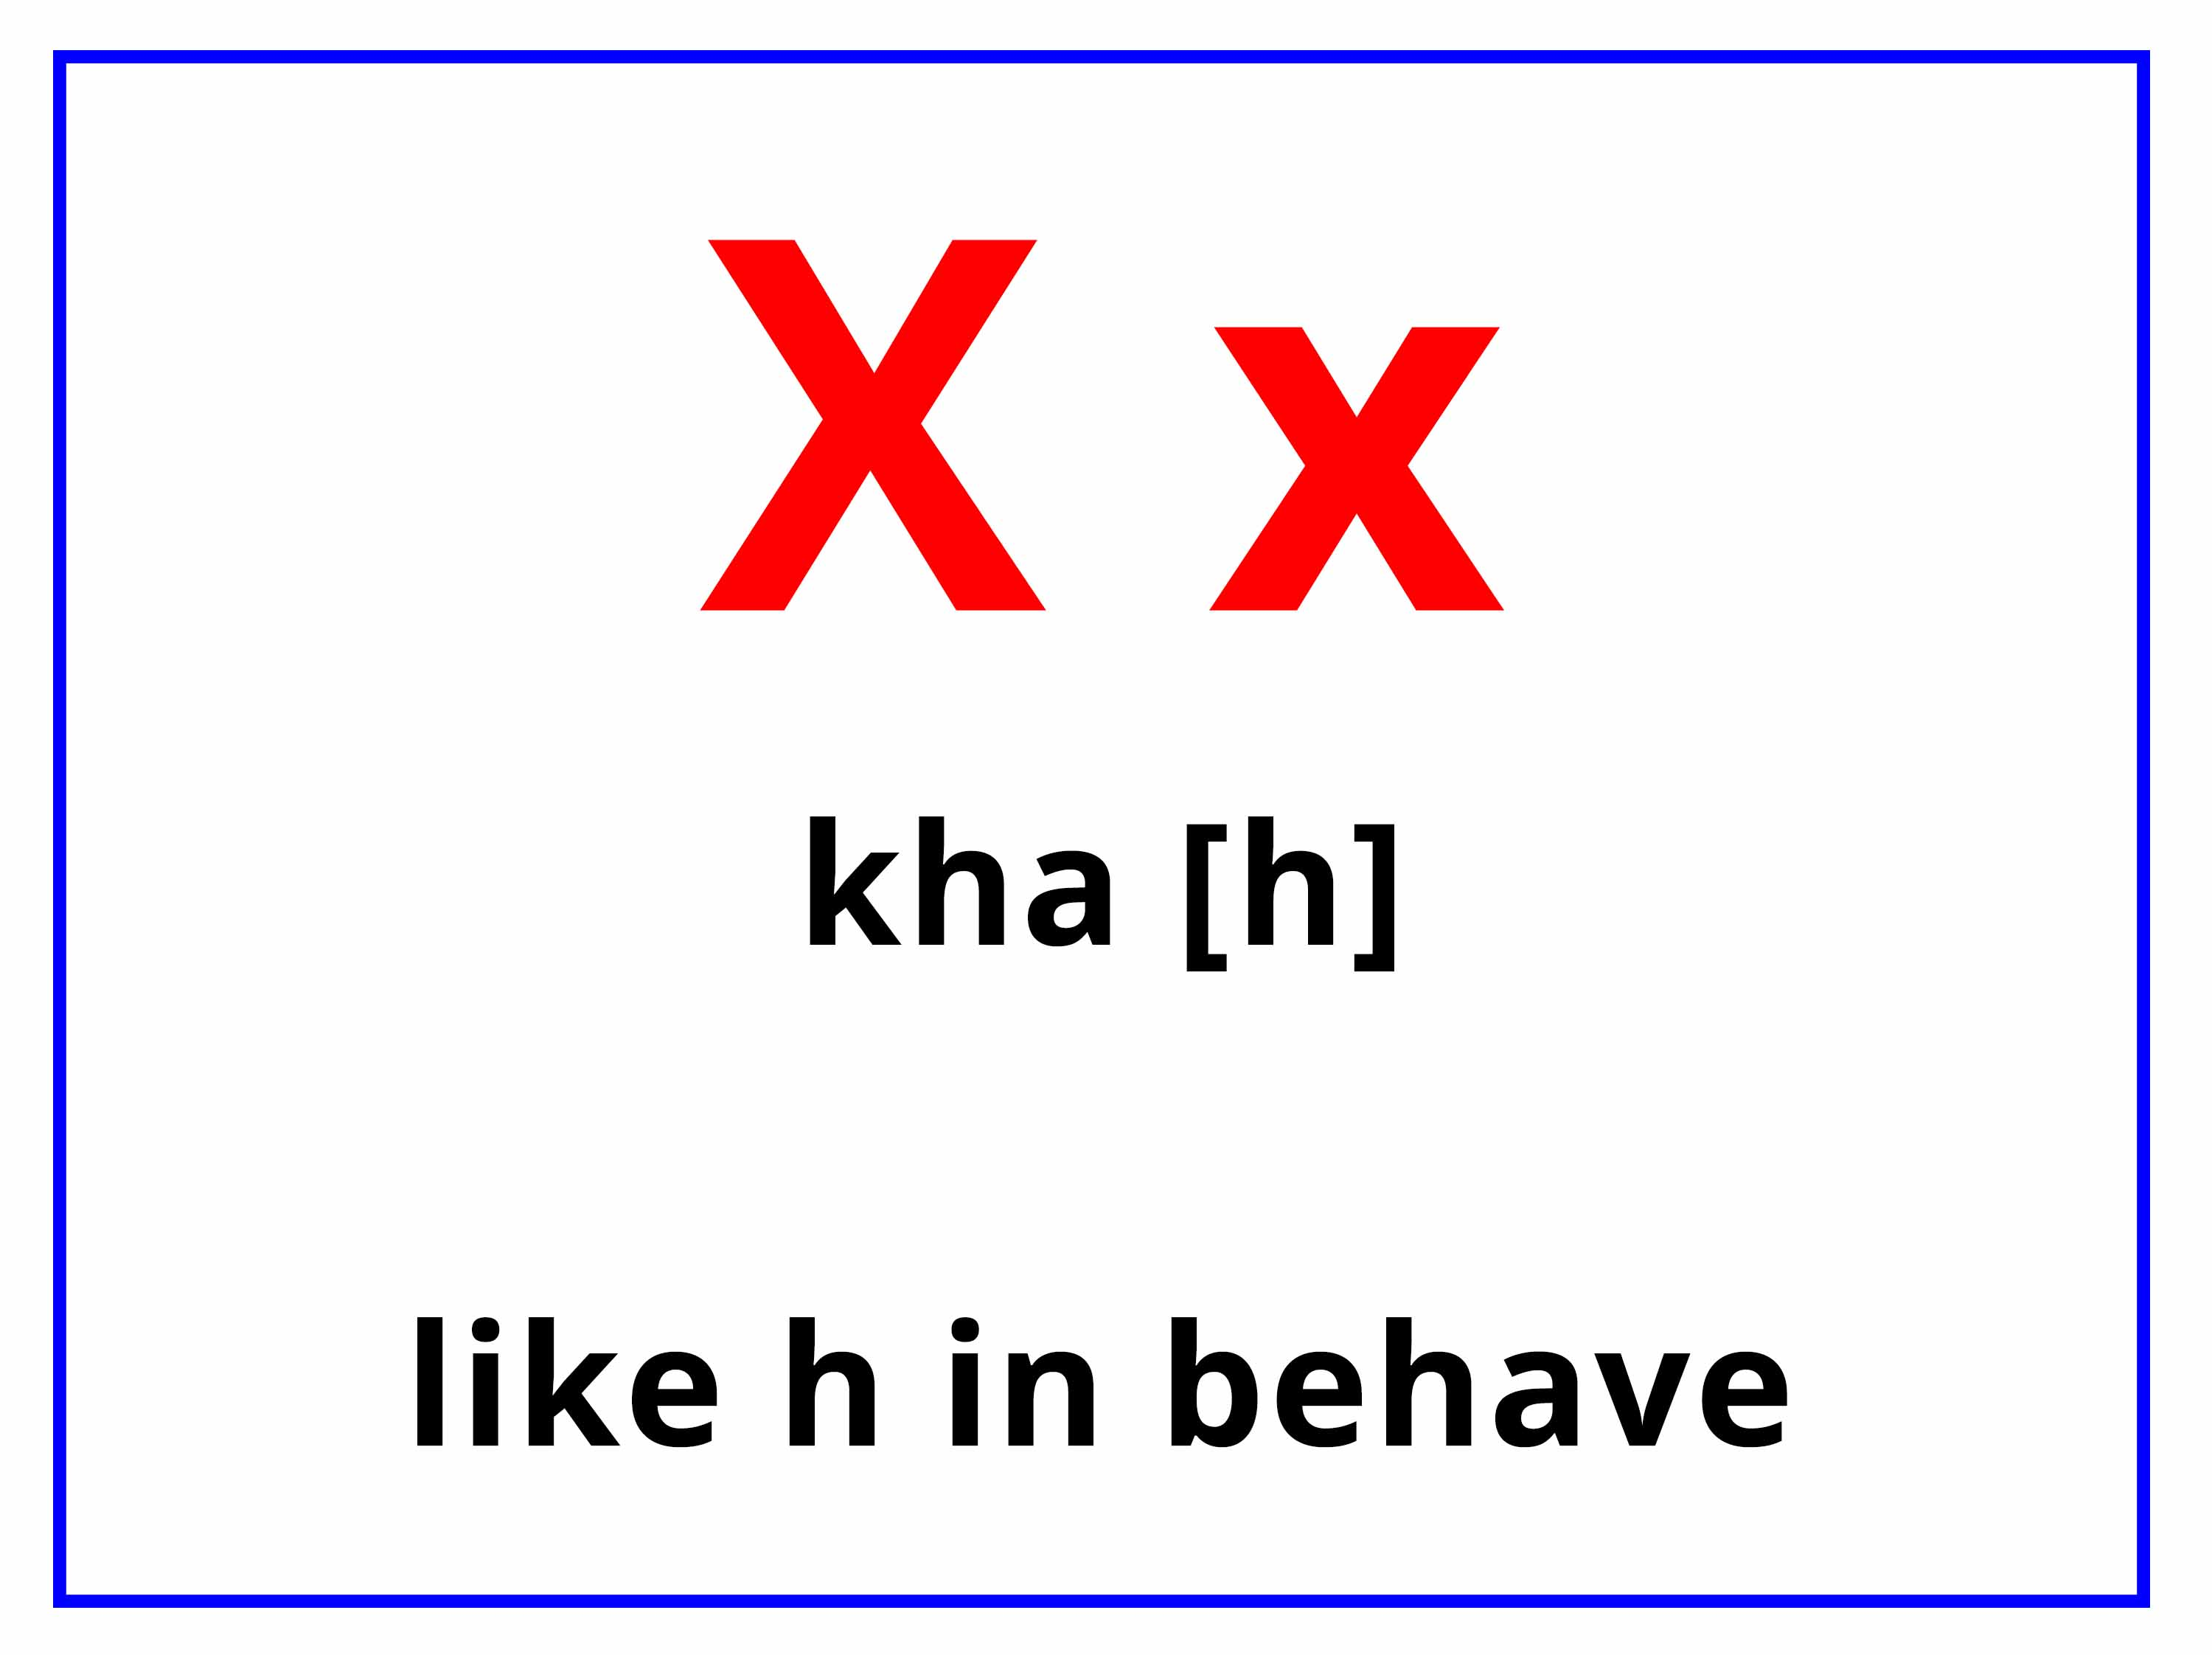 Х х
kha [h]
like h in behave